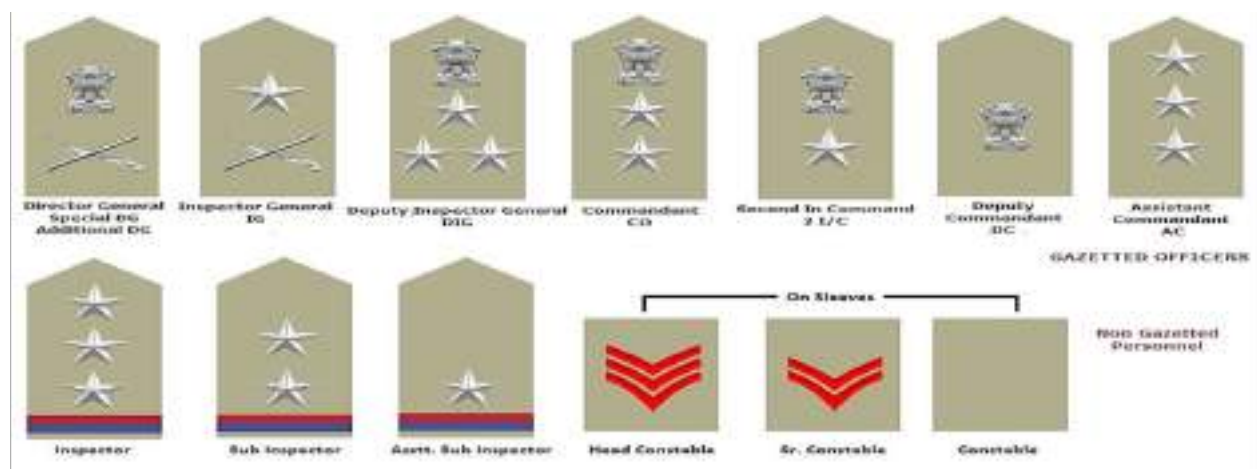 Director General
Special DG
Additional DG
Inspector General
IG
Deputy Inspector General
DIG
Commandant
CO
Second In Command
2 I/C
Deputy
Commandant
DC
Assistant
Commandant
AC
GAZETTED OFFICERS
On Sleaves
Non Gazetted
Personnel
Inspector
Sub Inspector
Asstt. Sub Inspector
Head Constable
Sr. Constable
Constable